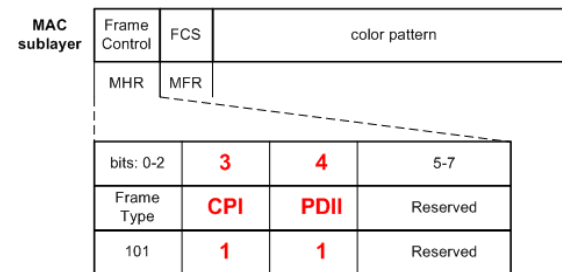 MAC sublayer
Frame Control
FCS
color pattern
MHR
MFR
bits: 0-2
3
4
5-7
Frame Type
CPI
PDII
Reserved
101
1
1
Reserved